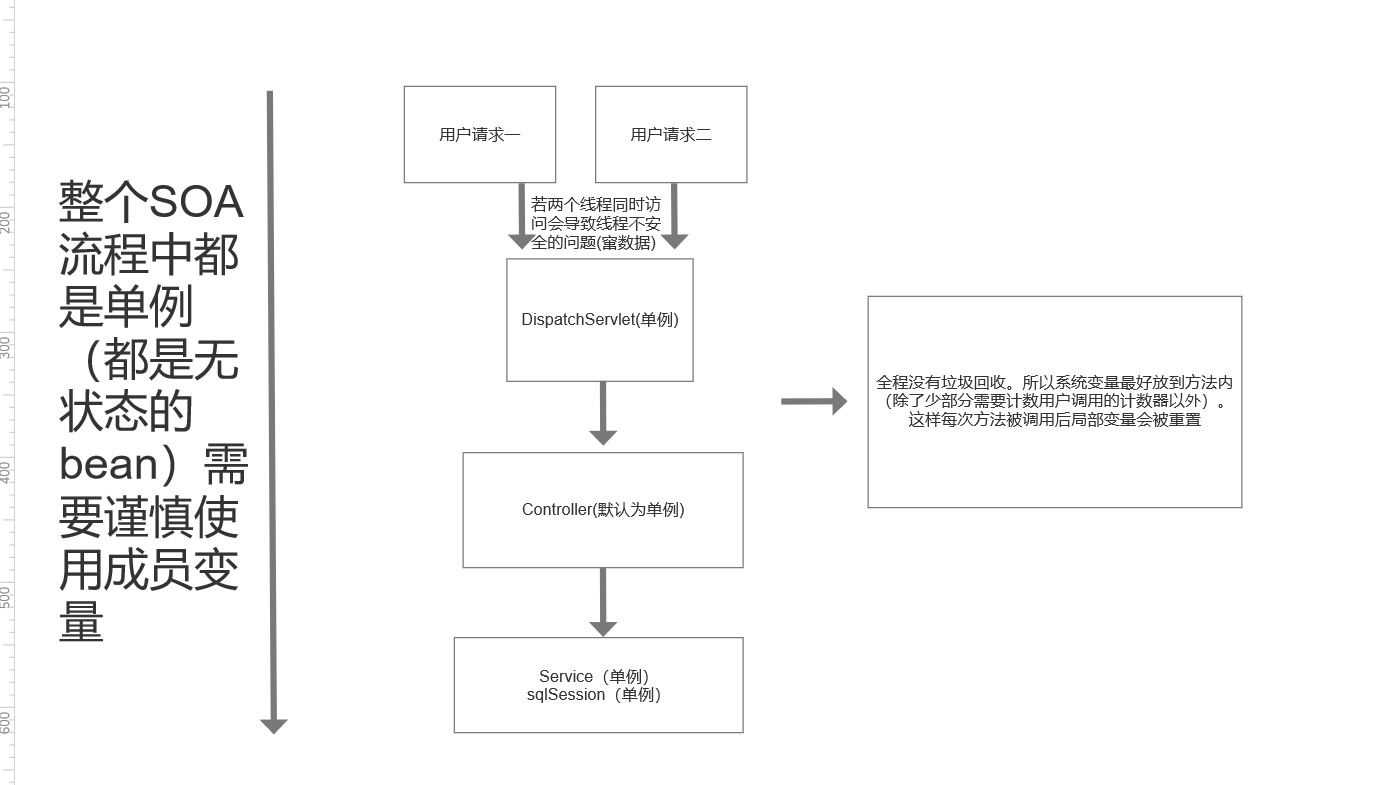 100
200
300
400
500
600
整个SOA
流程中都
是单例
（都是无
状态的
bean）需
要谨慎使
用成员变
量
用户请求一
用户请求二
若两个线程同时访
问会导致线程不安
全的问题(窜数据)
DispatchServlet(单例)
Controller(默认为单例)
Service（单例）
sqlSession（单例）
全程没有垃圾回收。所以系统变量最好放到方法内
（除了少部分需要计数用户调用的计数器以外）。
这样每次方法被调用后局部变量会被重置